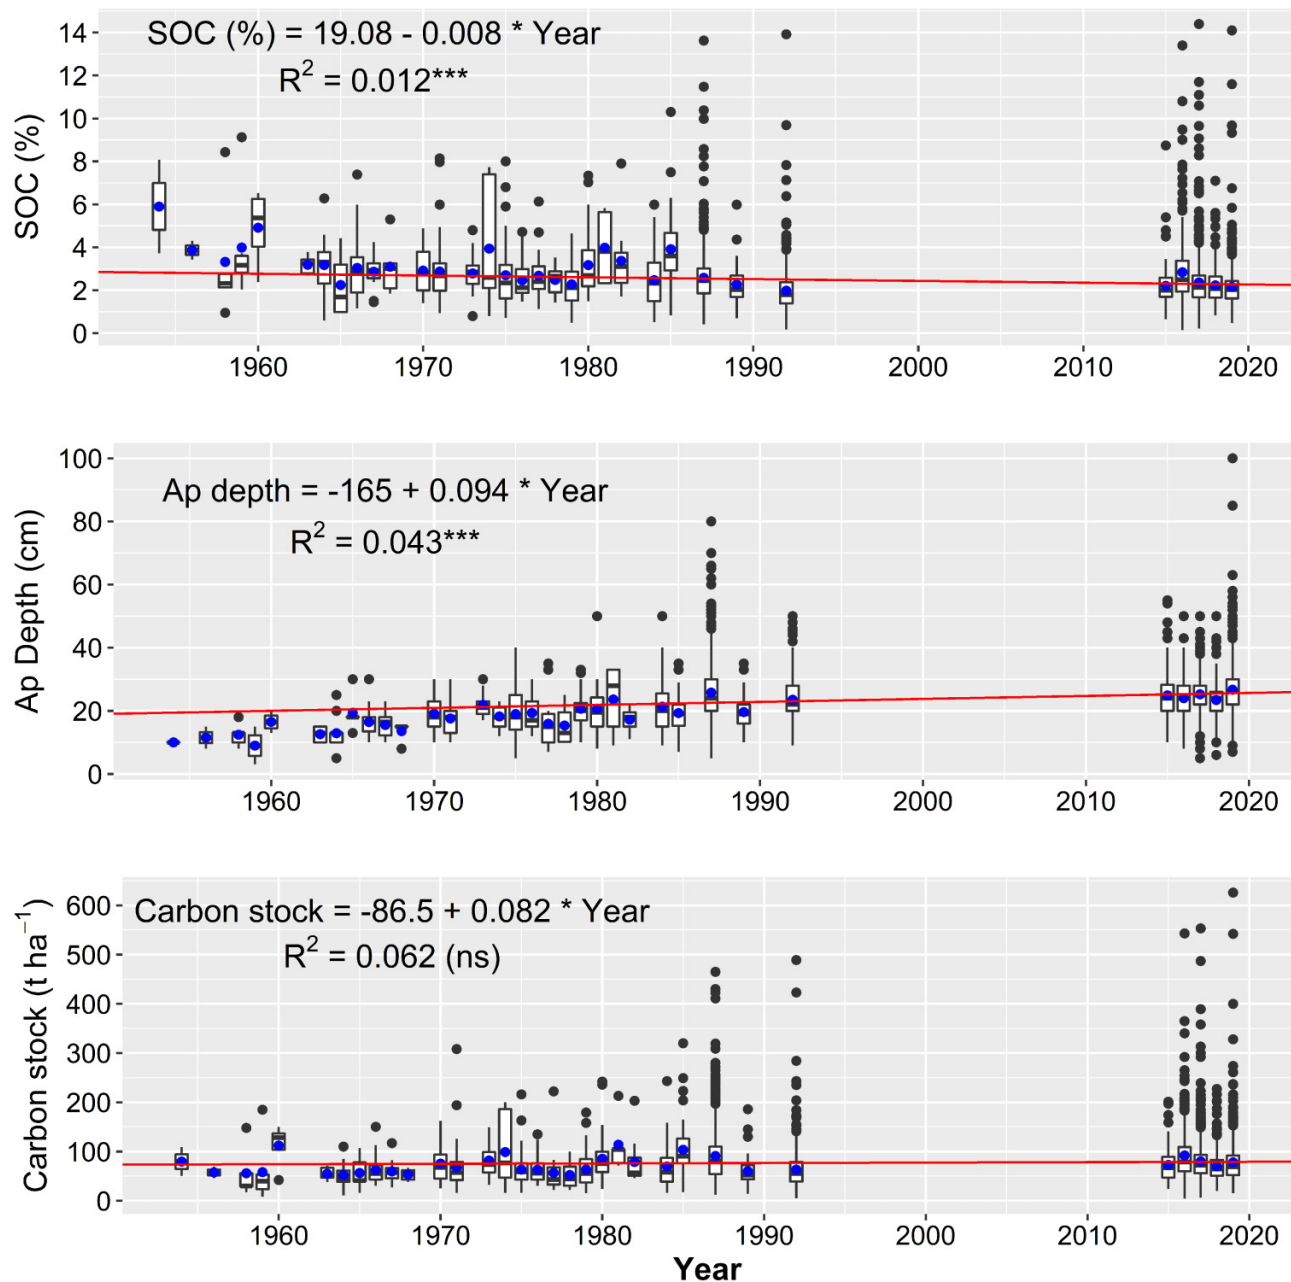 SOC (%) = 19.08 - 0.008 * Year
R² = 0.012***
SOC (%)
14
12
10
8
6
4
2
0
1960 1970 1980 1990 2000 2010 2020
Ap depth = -165 + 0.094 * Year
R² = 0.043***
Ap Depth (cm)
100
80
60
40
20
0
1960 1970 1980 1990 2000 2010 2020
Carbon stock = -86.5 + 0.082 * Year
R² = 0.062 (ns)
Carbon stock (t ha⁻¹)
600
500
400
300
200
100
0
1960 1970 1980 1990 2000 2010 2020
Year